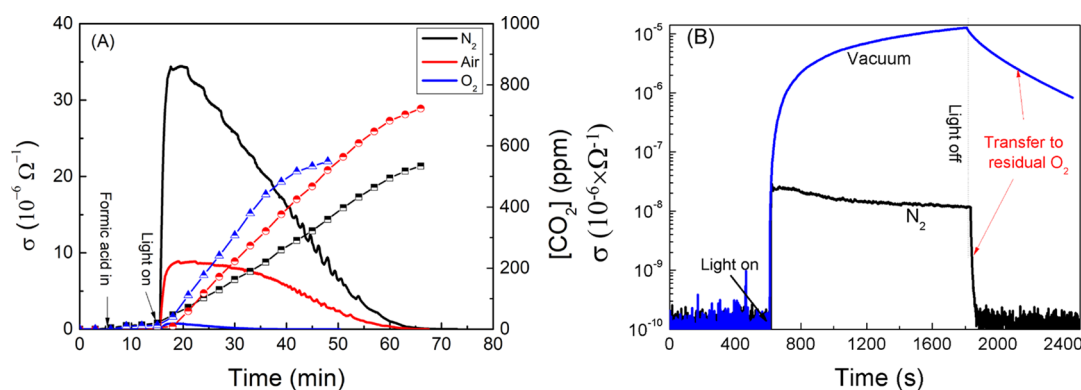 (A)
N₂
Air
O₂
40
30
20
10
0
σ (10⁻⁶ Ω⁻¹)
Formic acid in
Light on
0 10 20 30 40 50 60 70 80
Time (min)
1000
800
600
400
200
0
[CO₂] (ppm)
(B)
10⁻⁵
10⁻⁶
10⁻⁷
10⁻⁸
10⁻⁹
10⁻¹⁰
σ (10⁻⁶×Ω⁻¹)
Vacuum
Light off
Transfer to
residual O₂
N₂
Light on
0 400 800 1200 1600 2000 2400
Time (s)